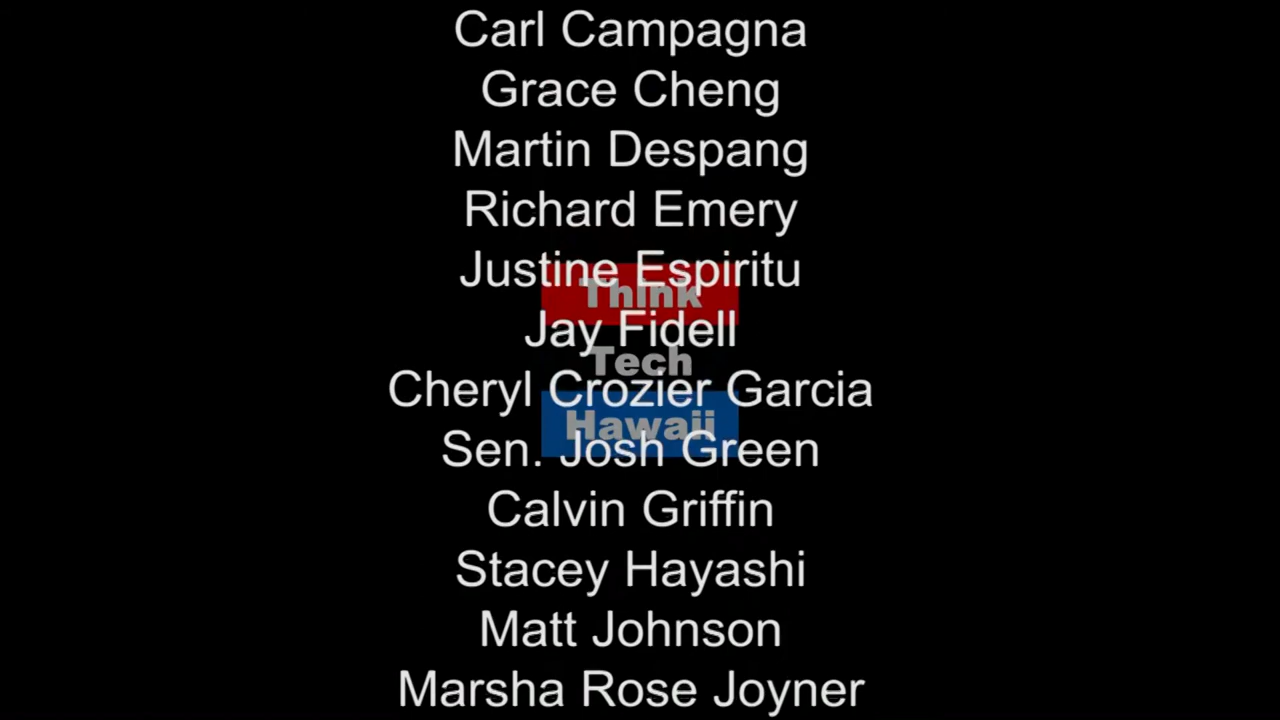 Carl Campagna
Grace Cheng
Martin Despang
Richard Emery
Justine Espiritu
Think
Jay Fidell
Tech
Cheryl Crozier Garcia
Hawaii
Sen. Josh Green
Calvin Griffin
Stacey Hayashi
Matt Johnson
Marsha Rose Joyner